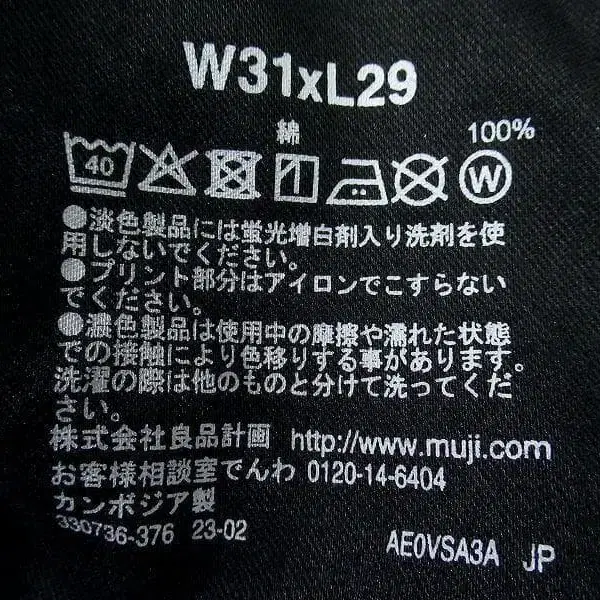 W31xL29
綿 100%
40
W
●淡色製品には蛍光増白剤入り洗剤を使
用しないでください。
●プリント部分はアイロンでこすらない
でください。
●濃色製品は使用中の摩擦や濡れた状態
での接触により色移りする事があります。
洗濯の際は他のものと分けて洗ってくだ
さい。
株式会社良品計画 http://www.muji.com
お客様相談室でんわ 0120-14-6404
カンボジア製
330736-376 23-02
AE0VSA3A JP